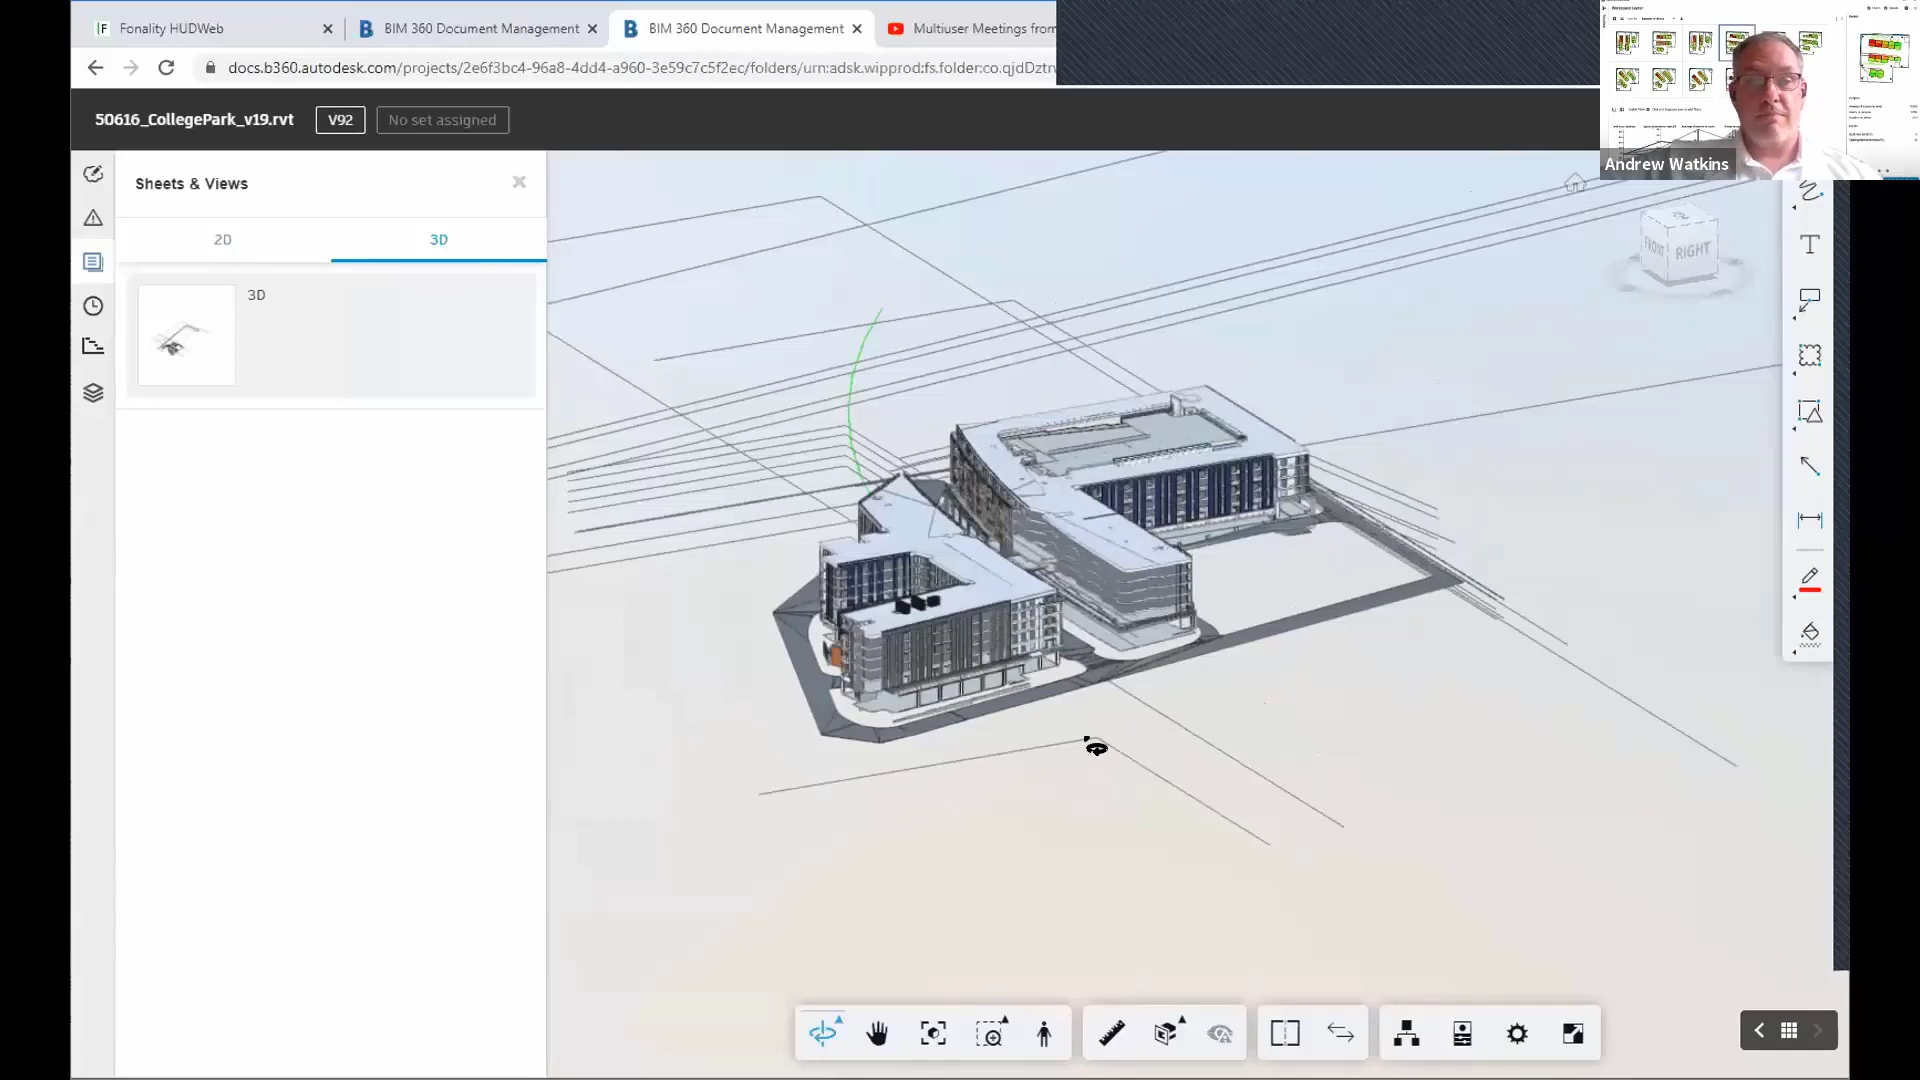 Fonality HUDWeb
BIM 360 Document Management
BIM 360 Document Management
Multiuser Meetings from
docs.b360.autodesk.com/projects/2e6f3bc4-96a8-4dd4-a960-3e59c7c5f2ec/folders/urn:adsk.wipprod:fs.folder:co.qjdDztr
50616_CollegePark_v19.rvt
V92
No set assigned
Andrew Watkins
Sheets & Views
2D
3D
3D
FRONT
RIGHT